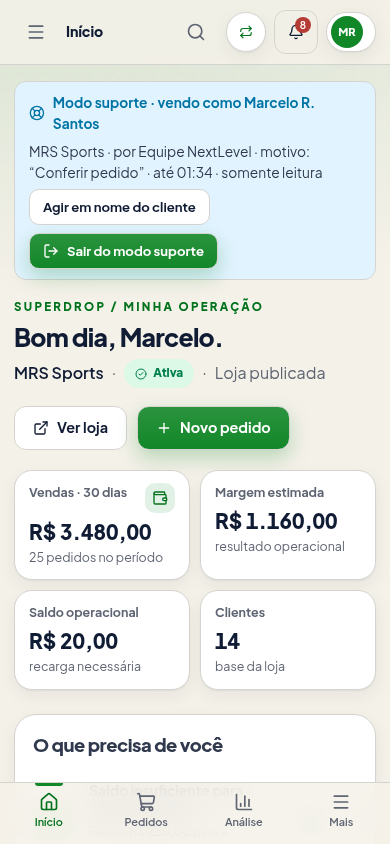 Início
8
MR
Modo suporte · vendo como Marcelo R.
Santos
MRS Sports · por Equipe NextLevel · motivo:
“Conferir pedido” · até 01:34 · somente leitura
Agir em nome do cliente
Sair do modo suporte
SUPERDROP / MINHA OPERAÇÃO
Bom dia, Marcelo.
MRS Sports · Ativa · Loja publicada
Ver loja
Novo pedido
Vendas · 30 dias
R$ 3.480,00
25 pedidos no período
Margem estimada
R$ 1.160,00
resultado operacional
Saldo operacional
R$ 20,00
recarga necessária
Clientes
14
base da loja
O que precisa de você
Saldo insuficiente para
Início
Pedidos
Análise
Mais